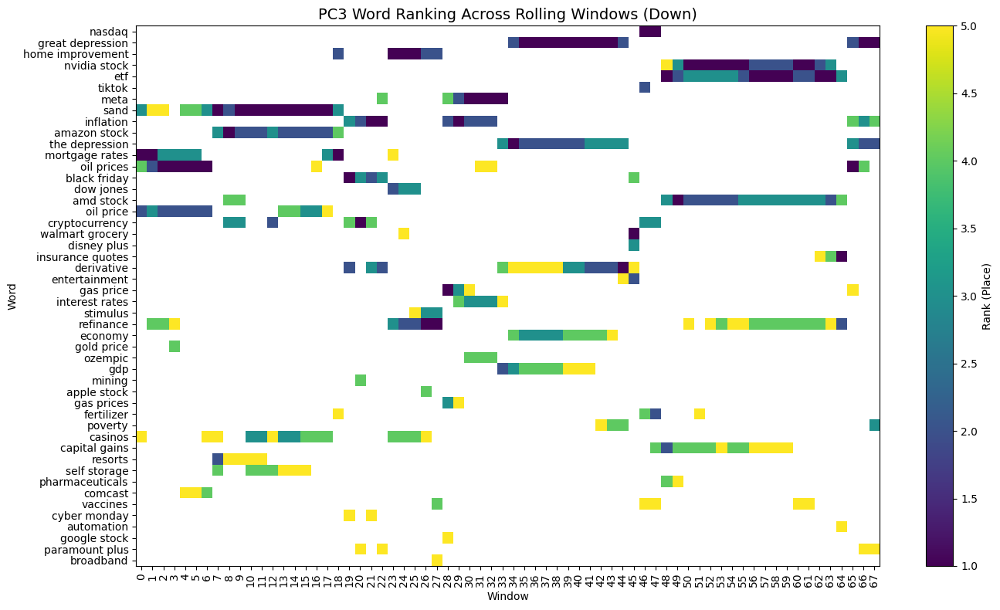 PC3 Word Ranking Across Rolling Windows (Down)
nasdaq
great depression
home improvement
nvidia stock
etf
tiktok
meta
sand
inflation
amazon stock
the depression
mortgage rates
oil prices
black friday
dow jones
amd stock
oil price
cryptocurrency
walmart grocery
disney plus
insurance quotes
derivative
entertainment
gas price
interest rates
stimulus
refinance
economy
gold price
ozempic
gdp
mining
apple stock
gas prices
fertilizer
poverty
casinos
capital gains
resorts
self storage
pharmaceuticals
comcast
vaccines
cyber monday
automation
google stock
paramount plus
broadband
Word
0 1 2 3 4 5 6 7 8 9 10 11 12 13 14 15 16 17 18 19 20 21 22 23 24 25 26 27 28 29 30 31 32 33 34 35 36 37 38 39 40 41 42 43 44 45 46 47 48 49 50 51 52 53 54 55 56 57 58 59 60 61 62 63 64 65 66 67
Window
5.0
4.5
4.0
3.5
3.0
2.5
2.0
1.5
1.0
Rank (Place)